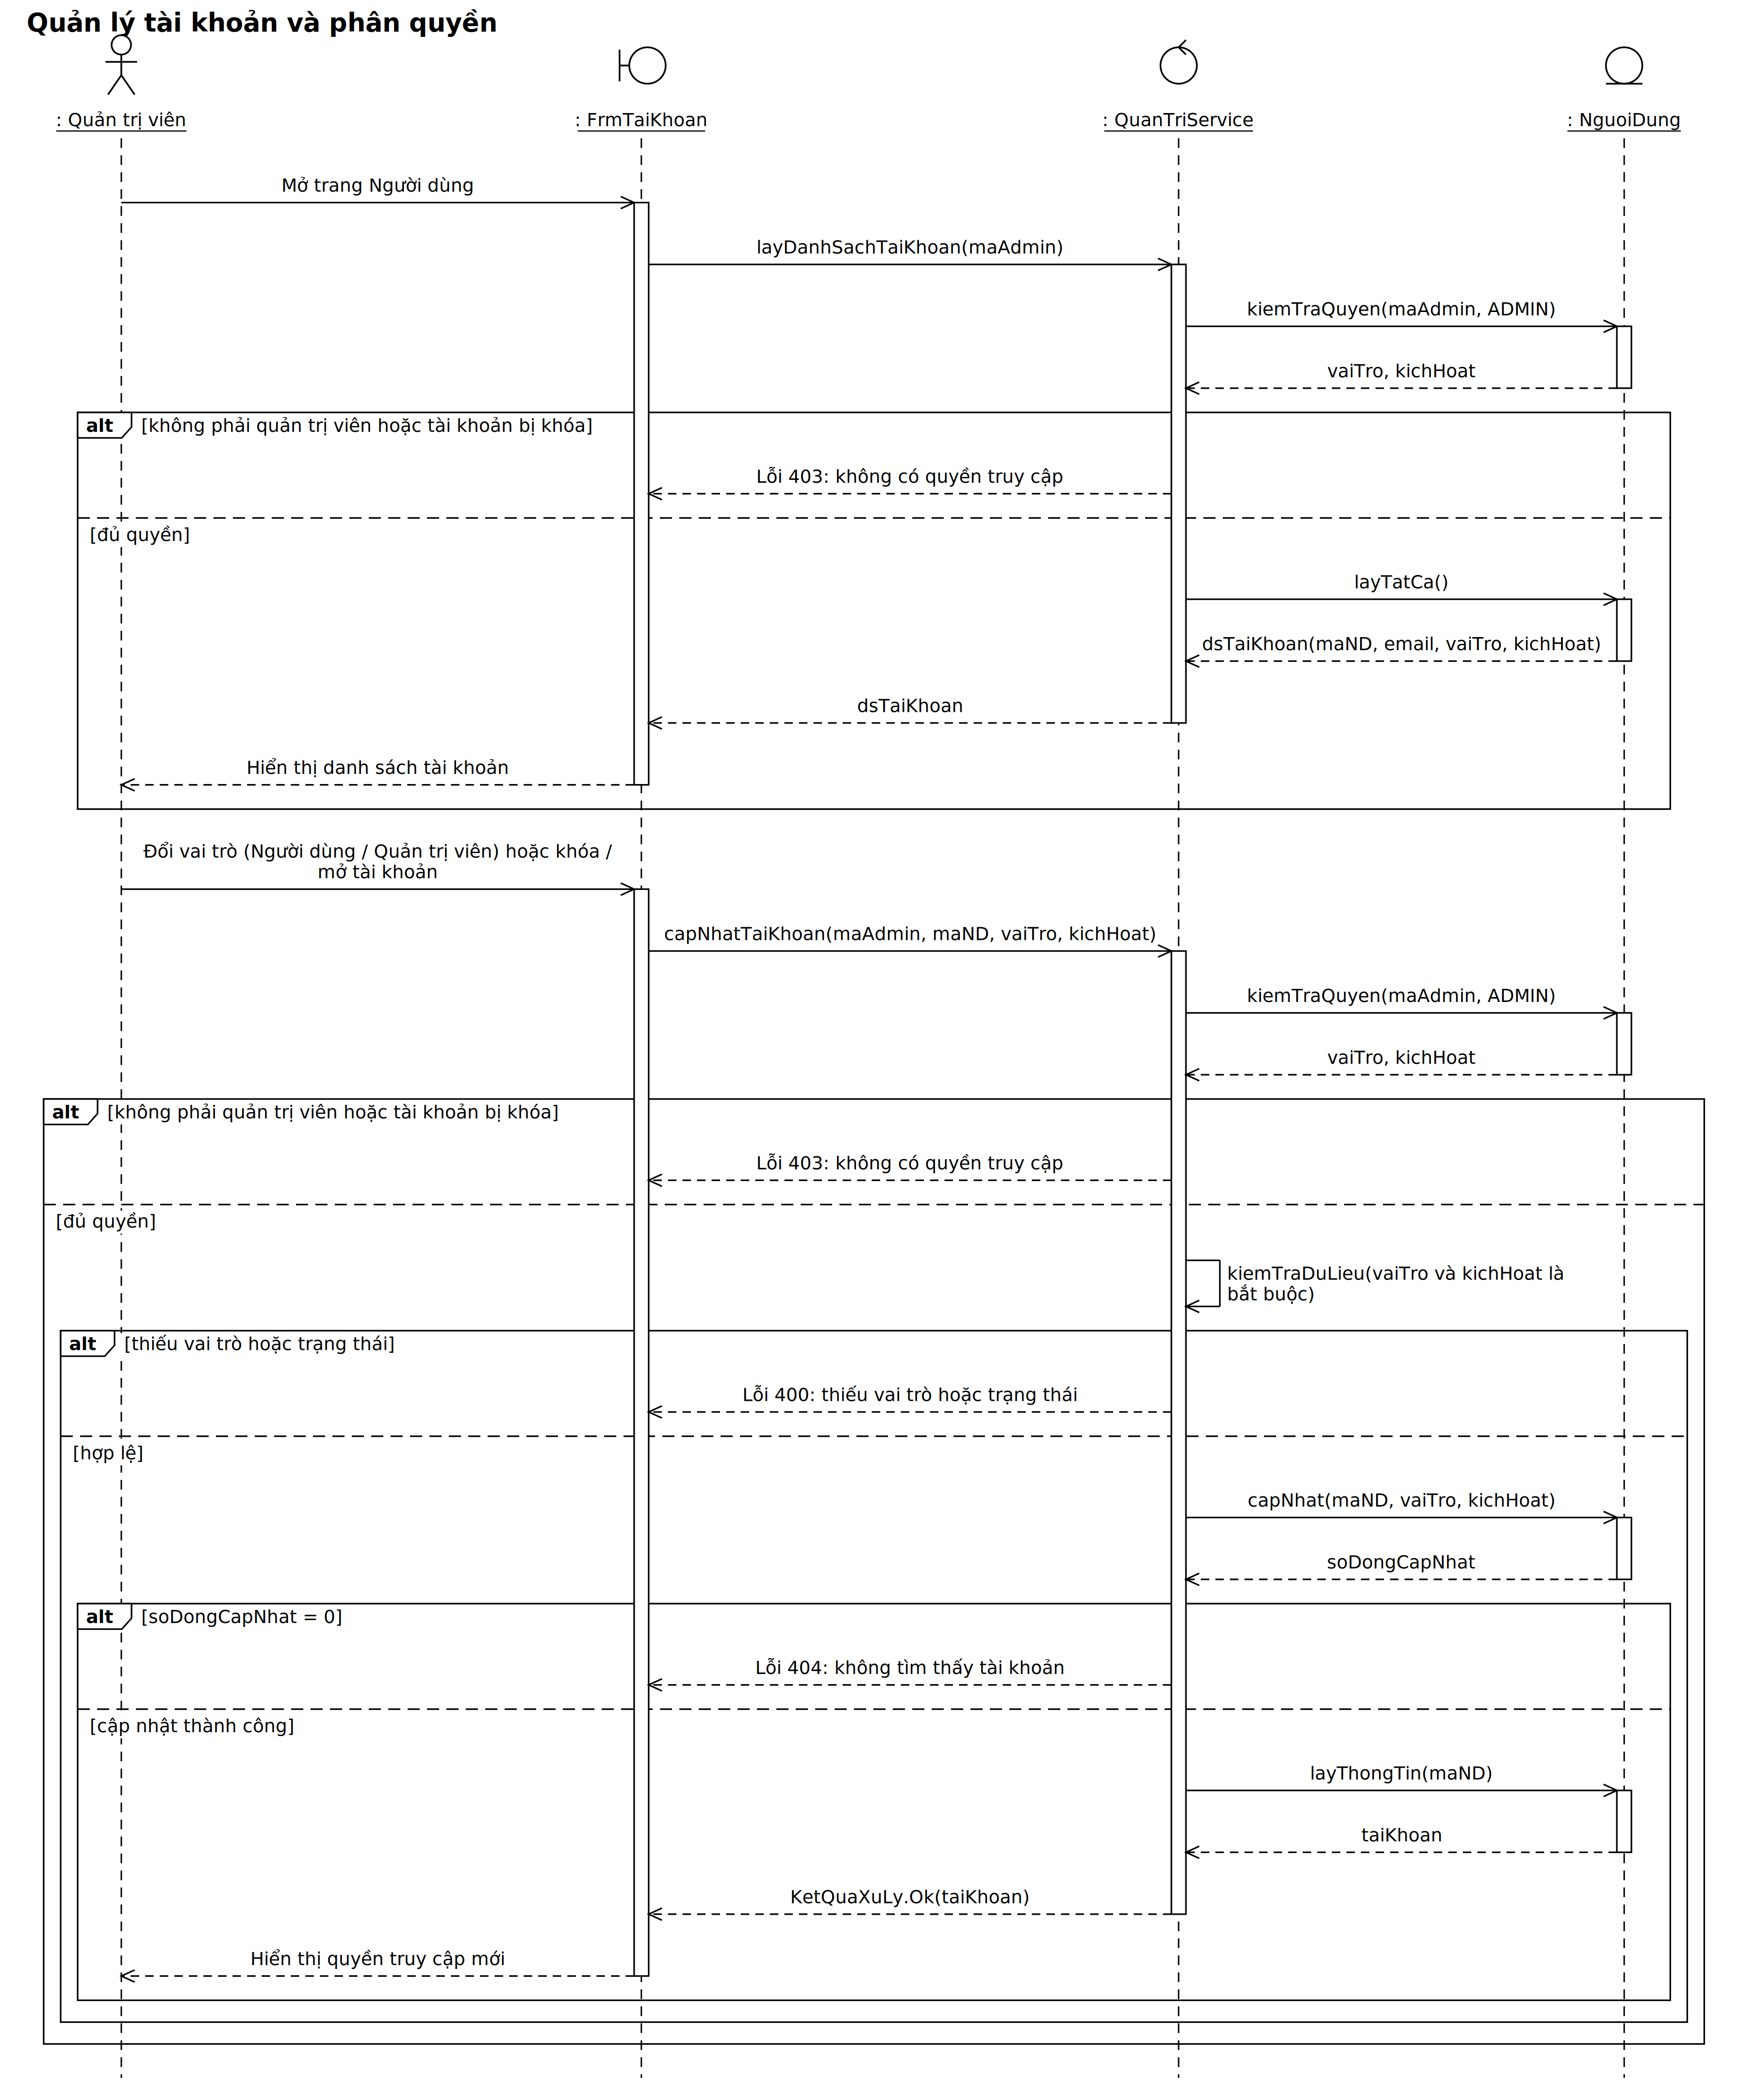 Quản lý tài khoản và phân quyền
: Quản trị viên
: FrmTaiKhoan
: QuanTriService
: NguoiDung
Mở trang Người dùng
layDanhSachTaiKhoan(maAdmin)
kiemTraQuyen(maAdmin, ADMIN)
vaiTro, kichHoat
alt [không phải quản trị viên hoặc tài khoản bị khóa]
Lỗi 403: không có quyền truy cập
[đủ quyền]
layTatCa()
dsTaiKhoan(maND, email, vaiTro, kichHoat)
dsTaiKhoan
Hiển thị danh sách tài khoản
Đổi vai trò (Người dùng / Quản trị viên) hoặc khóa /
mở tài khoản
capNhatTaiKhoan(maAdmin, maND, vaiTro, kichHoat)
kiemTraQuyen(maAdmin, ADMIN)
vaiTro, kichHoat
alt [không phải quản trị viên hoặc tài khoản bị khóa]
Lỗi 403: không có quyền truy cập
[đủ quyền]
kiemTraDuLieu(vaiTro và kichHoat là
bắt buộc)
alt [thiếu vai trò hoặc trạng thái]
Lỗi 400: thiếu vai trò hoặc trạng thái
[hợp lệ]
capNhat(maND, vaiTro, kichHoat)
soDongCapNhat
alt [soDongCapNhat = 0]
Lỗi 404: không tìm thấy tài khoản
[cập nhật thành công]
layThongTin(maND)
taiKhoan
KetQuaXuLy.Ok(taiKhoan)
Hiển thị quyền truy cập mới